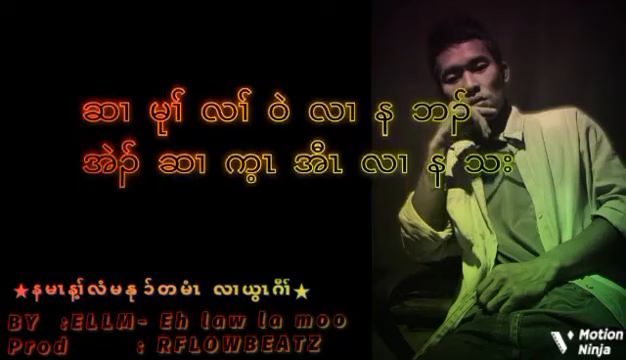 ဆၢ မုၢ် လၢ် ဝဲ လၢ န ဘၣ်
အဲၣ် ဆၢ ကွၤ အီၤ လၢ န သး
BY :ELLM- Eh law la moo
Prod : RFLOWBEATZ
Motion
Ninja